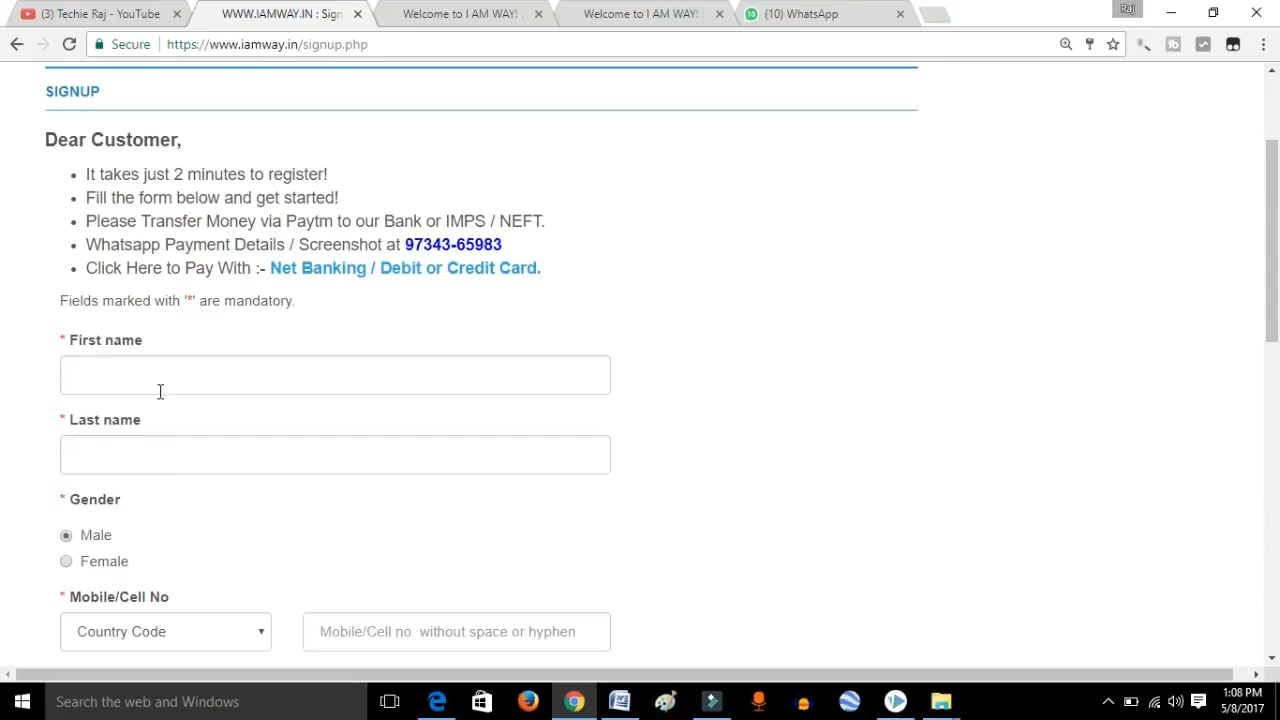 (3) Techie Raj - YouTube
WWW.IAMWAY.IN : Sign
Welcome to I AM WAY!
Welcome to I AM WAY!
(10) WhatsApp
Raj
Secure
https://www.iamway.in/signup.php
SIGNUP
Dear Customer,
It takes just 2 minutes to register!
Fill the form below and get started!
Please Transfer Money via Paytm to our Bank or IMPS / NEFT.
Whatsapp Payment Details / Screenshot at 97343-65983
Click Here to Pay With :- Net Banking / Debit or Credit Card.
Fields marked with '*' are mandatory.
* First name
* Last name
* Gender
Male
Female
* Mobile/Cell No
Country Code
Mobile/Cell no. without space or hyphen
Search the web and Windows
1:08 PM
5/8/2017